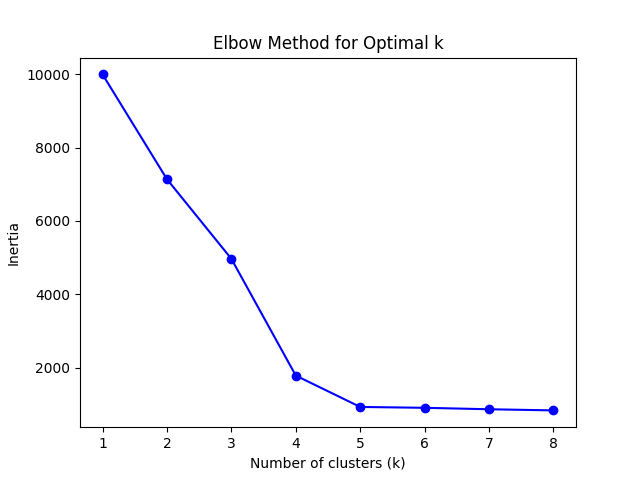 Elbow Method for Optimal k
10000
8000
6000
4000
2000
Inertia
1 2 3 4 5 6 7 8
Number of clusters (k)